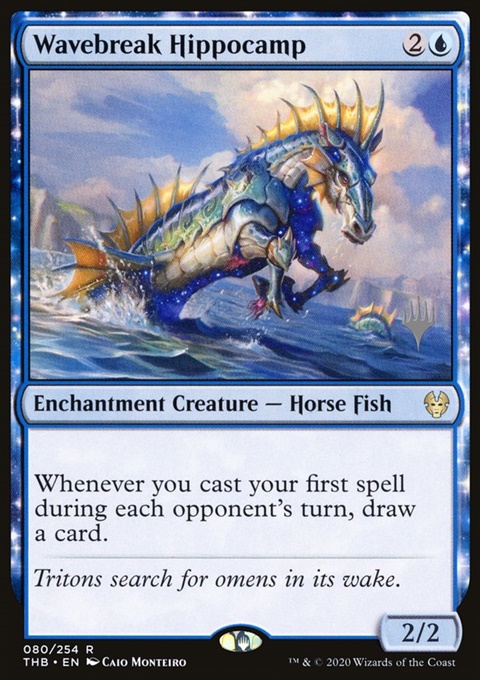 Wavebreak Hippocamp 2
Enchantment Creature — Horse Fish
Whenever you cast your first spell
during each opponent's turn, draw
a card.
Tritons search for omens in its wake.
2/2
080/254 R
THB • EN Caio Monteiro
™ & © 2020 Wizards of the Coast